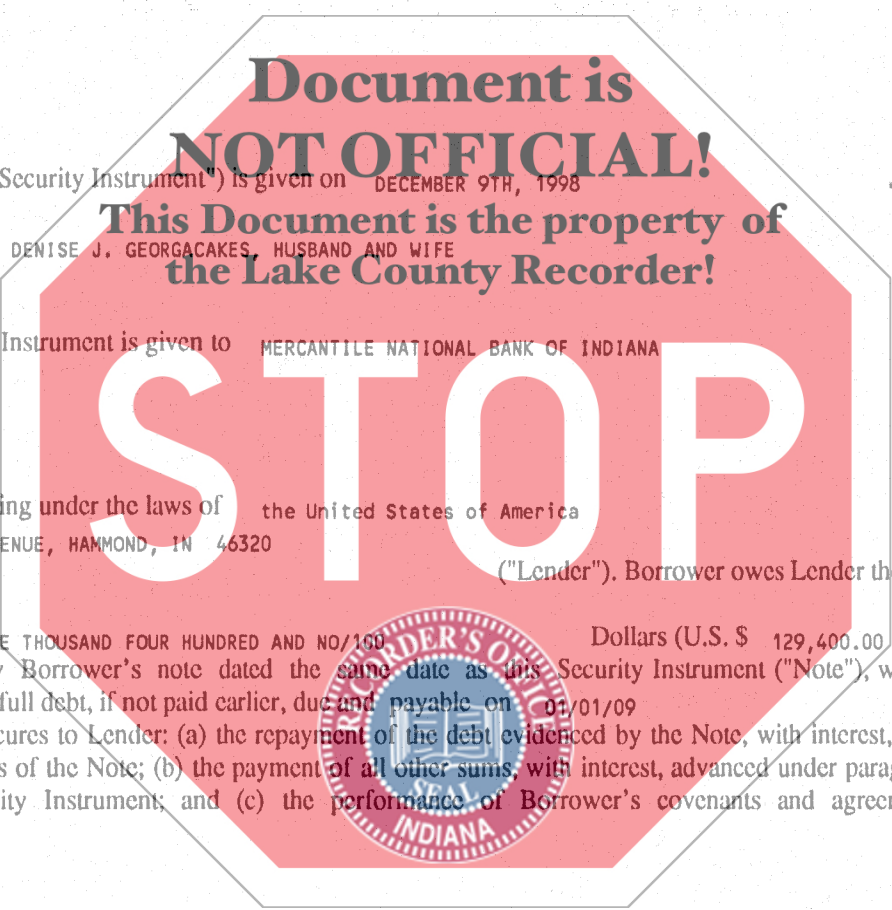 Document is
NOT OFFICIAL!
Security Instrument") is given on DECEMBER 9TH, 1998
This Document is the property of
DENISE J. GEORGACAKES, HUSBAND AND WIFE
the Lake County Recorder!
Instrument is given to MERCANTILE NATIONAL BANK OF INDIANA
STOP
ing under the laws of the United States of America
ENUE, HAMMOND, IN 46320
("Lender"). Borrower owes Lender th
E THOUSAND FOUR HUNDRED AND NO/100 Dollars (U.S. $ 129,400.00
Borrower's note dated the same date as this Security Instrument ("Note"), w
full debt, if not paid earlier, due and payable on 01/01/09
cures to Lender: (a) the repayment of the debt evidenced by the Note, with interest,
s of the Note; (b) the payment of all other sums, with interest, advanced under para
ity Instrument; and (c) the performance of Borrower's covenants and agree
RECORDER'S OFFICE
SEAL
INDIANA